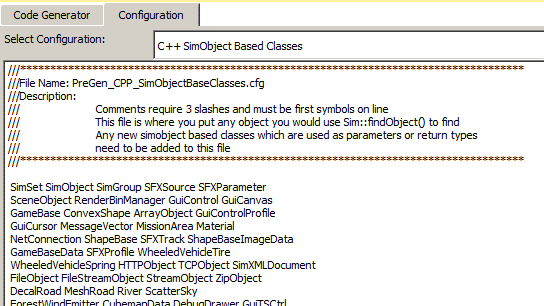 Code Generator Configuration
Select Configuration: C++ SimObject Based Classes
///*************************************************************************************
///File Name: PreGen_CPP_SimObjectBaseClasses.cfg
///Description:
/// Comments require 3 slashes and must be first symbols on line
/// This file is where you put any object you would use Sim::findObject() to find
/// Any new simobject based classes which are used as parameters or return types
/// need to be added to this file
///*************************************************************************************
SimSet SimObject SimGroup SFXSource SFXParameter
SceneObject RenderBinManager GuiControl GuiCanvas
GameBase ConvexShape ArrayObject GuiControlProfile
GuiCursor MessageVector MissionArea Material
NetConnection ShapeBase SFXTrack ShapeBaseImageData
GameBaseData SFXProfile WheeledVehicleTire
WheeledVehicleSpring HTTPObject TCPObject SimXMLDocument
FileObject FileStreamObject StreamObject ZipObject
DecalRoad MeshRoad River ScatterSky
ForestWindEmitter CubemapData DebugDrawer GuiTSCtrl